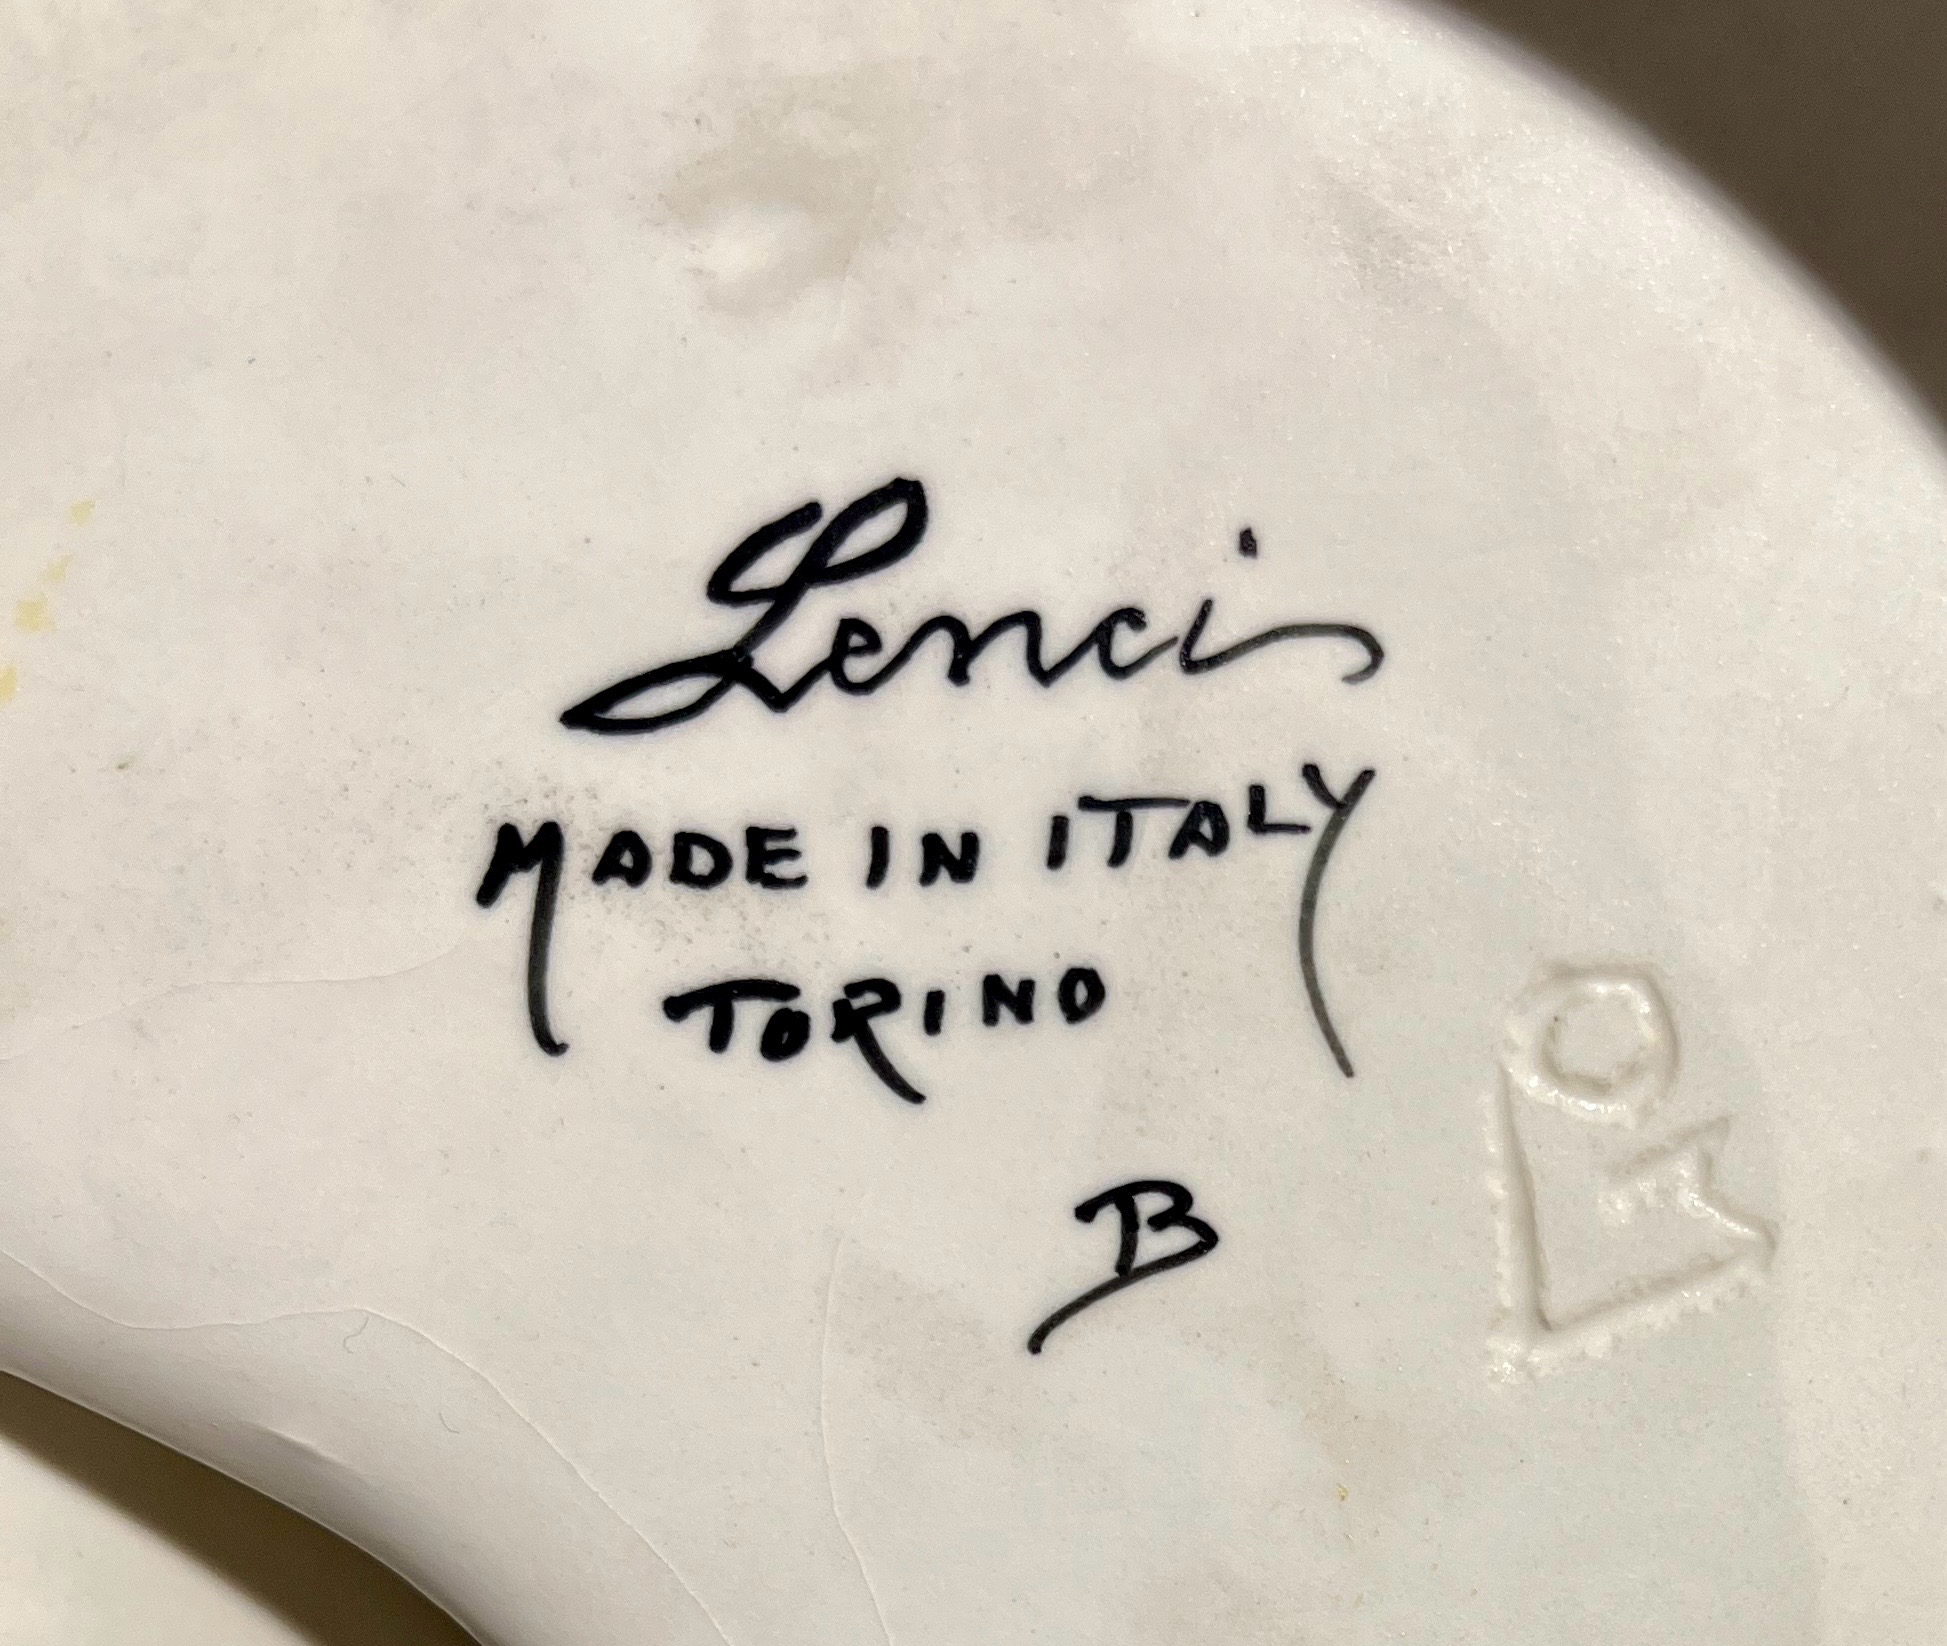 Lenci
MADE IN ITALY
TORINO
B